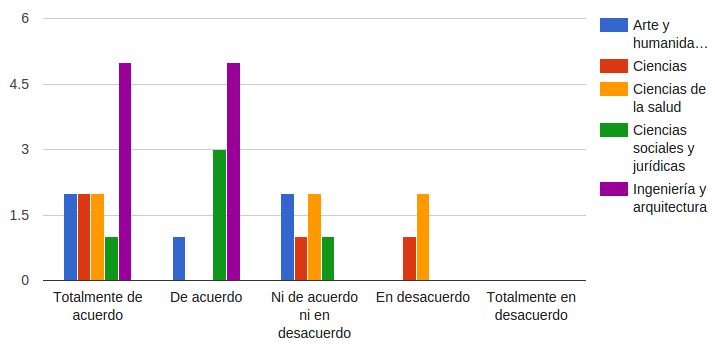 6
4.5
3
1.5
0
Totalmente de
acuerdo
De acuerdo
Ni de acuerdo
ni en
desacuerdo
En desacuerdo
Totalmente en
desacuerdo
Arte y
humanida…
Ciencias
Ciencias de
la salud
Ciencias
sociales y
jurídicas
Ingeniería y
arquitectura